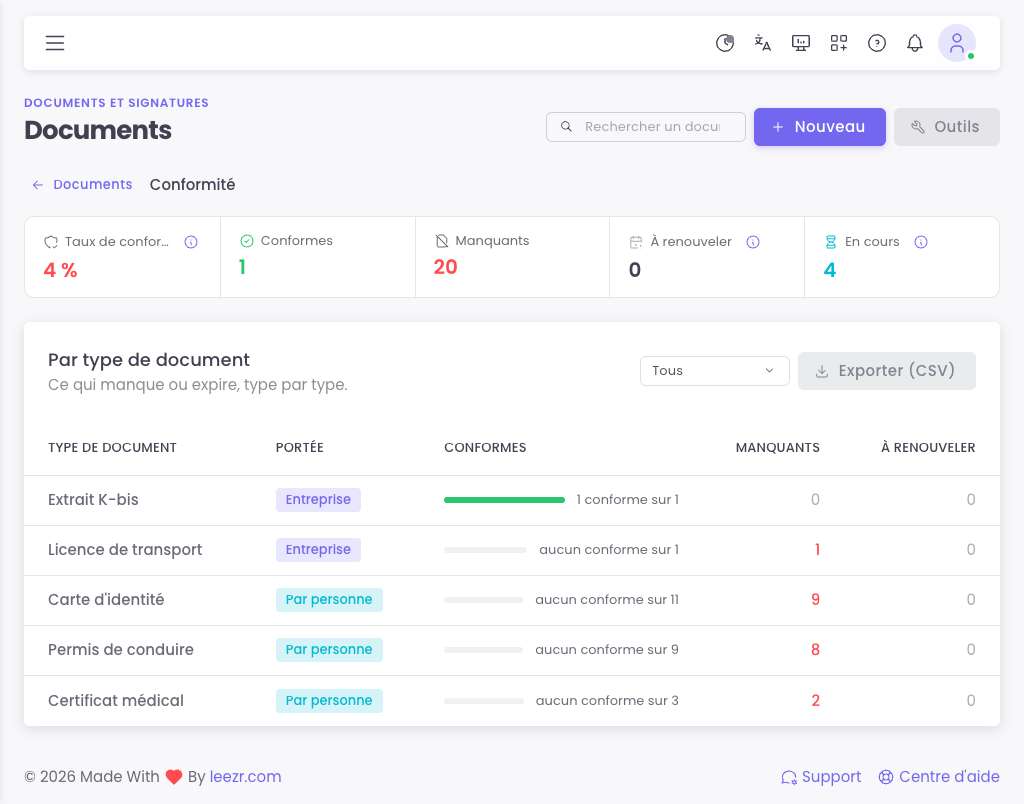 DOCUMENTS ET SIGNATURES
Documents
Rechercher un docu
Nouveau
Outils
Documents Conformité
Taux de confor...
Conformes
Manquants
À renouveler
En cours
4 %
1
20
0
4
Par type de document
Ce qui manque ou expire, type par type.
Tous
Exporter (CSV)
TYPE DE DOCUMENT PORTÉE CONFORMES MANQUANTS À RENOUVELER
Extrait K-bis Entreprise 1 conforme sur 1 0 0
Licence de transport Entreprise aucun conforme sur 1 1 0
Carte d'identité Par personne aucun conforme sur 11 9 0
Permis de conduire Par personne aucun conforme sur 9 8 0
Certificat médical Par personne aucun conforme sur 3 2 0
© 2026 Made With By leezr.com
Support
Centre d'aide